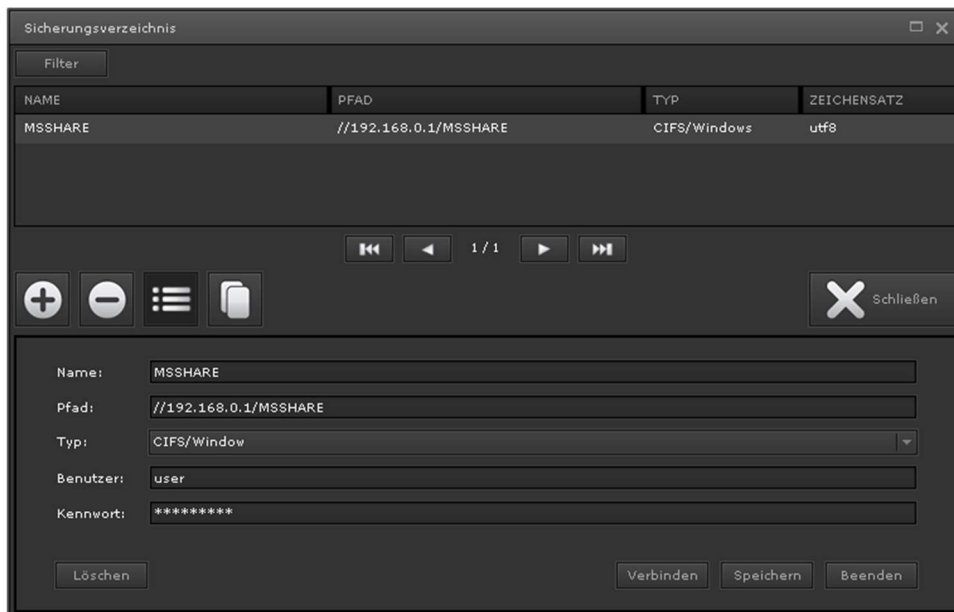 Sicherungsverzeichnis
Filter
NAME PFAD TYP ZEICHENSATZ
MSSHARE //192.168.0.1/MSSHARE CIFS/Windows utf8
1 / 1
Schließen
Name: MSSHARE
Pfad: //192.168.0.1/MSSHARE
Typ: CIFS/Window
Benutzer: user
Kennwort: *********
Löschen Verbinden Speichern Beenden